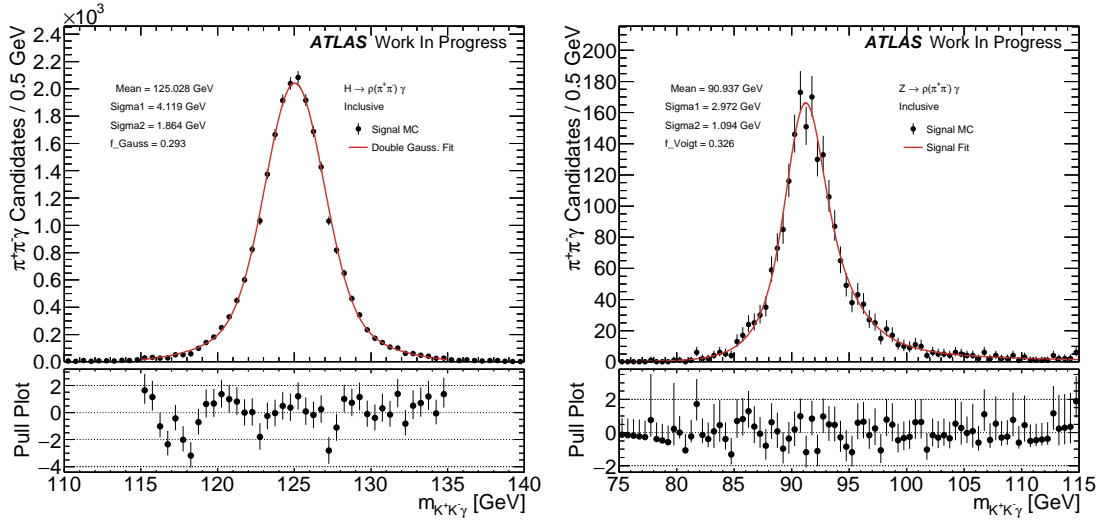 ×10³
ATLAS Work In Progress
Mean = 125.028 GeV
Sigma1 = 4.119 GeV
Sigma2 = 1.864 GeV
f_Gauss = 0.293
H → ρ(π⁺π⁻) γ
Inclusive
Signal MC
Double Gauss. Fit
π⁺π⁻γ Candidates / 0.5 GeV
2.4
2.2
2.0
1.8
1.6
1.4
1.2
1.0
0.8
0.6
0.4
0.2
0.0
Pull Plot
2
0
−2
−4
110 115 120 125 130 135 140
m_K⁺K⁻γ [GeV]
ATLAS Work In Progress
Mean = 90.937 GeV
Sigma1 = 2.972 GeV
Sigma2 = 1.094 GeV
f_Voigt = 0.326
Z → ρ(π⁺π⁻) γ
Inclusive
Signal MC
Signal Fit
π⁺π⁻γ Candidates / 0.5 GeV
200
180
160
140
120
100
80
60
40
20
0
Pull Plot
2
0
−2
75 80 85 90 95 100 105 110 115
m_K⁺K⁻γ [GeV]